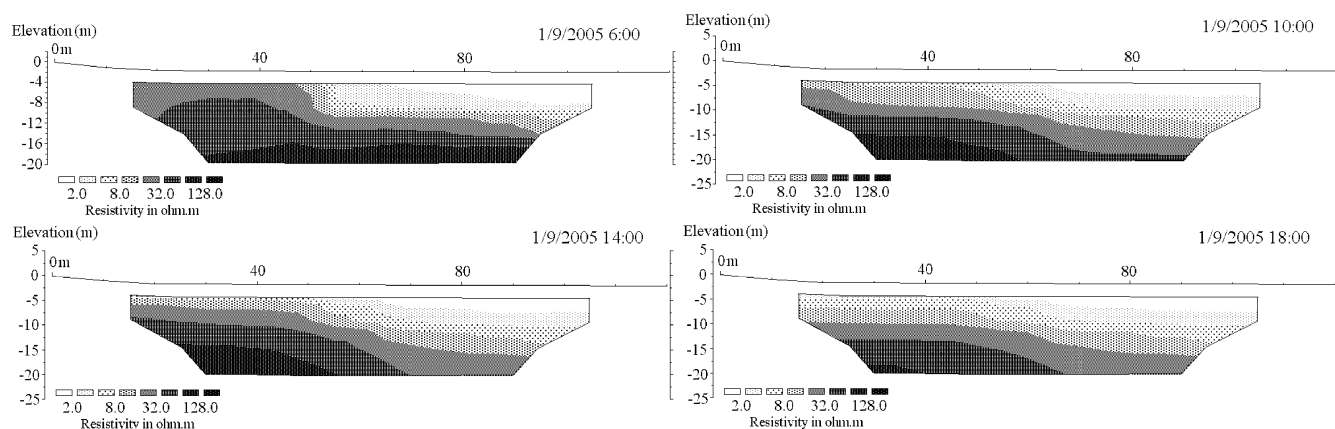 Elevation (m)
1/9/2005 6:00
0m
40
80
0
-4
-8
-12
-16
-20
2.0 8.0 32.0 128.0
Resistivity in ohm.m
Elevation (m)
1/9/2005 10:00
5
0m
40
80
0
-5
-10
-15
-20
-25
2.0 8.0 32.0 128.0
Resistivity in ohm.m
Elevation (m)
1/9/2005 14:00
5
0m
40
80
0
-5
-10
-15
-20
-25
2.0 8.0 32.0 128.0
Resistivity in ohm.m
Elevation (m)
1/9/2005 18:00
5
0m
40
80
0
-5
-10
-15
-20
-25
2.0 8.0 32.0 128.0
Resistivity in ohm.m